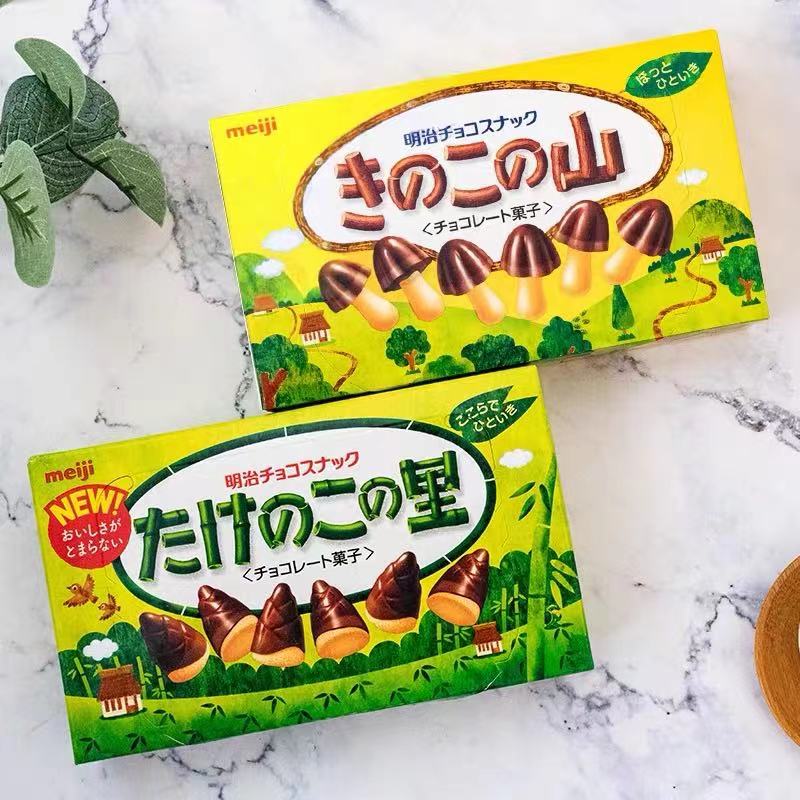 meiji
ほっと
ひといき
明治チョコスナック
きのこの山
〈チョコレート菓子〉
meiji
ここらで
ひといき
NEW!
おいしさが
とまらない
明治チョコスナック
たけのこの里
〈チョコレート菓子〉